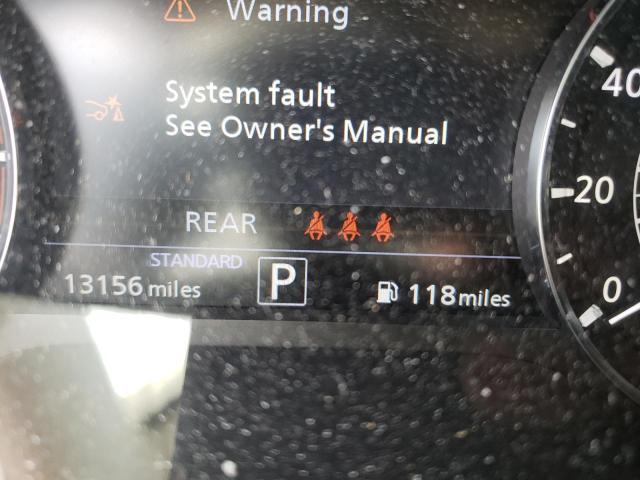 Warning
System fault
See Owner's Manual
REAR
STANDARD
13156 miles P 118 miles
40
20
0